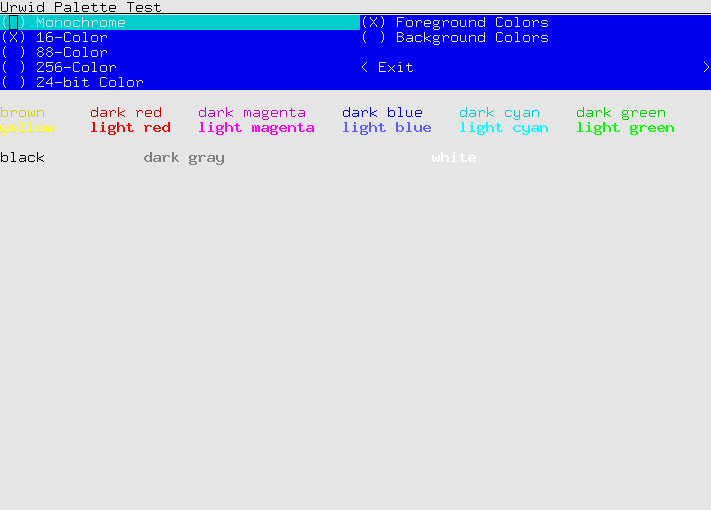 Urwid Palette Test
( ) Monochrome (X) Foreground Colors
(X) 16-Color ( ) Background Colors
( ) 88-Color
( ) 256-Color < Exit >
( ) 24-bit Color
brown dark red dark magenta dark blue dark cyan dark green
yellow light red light magenta light blue light cyan light green
black dark gray white